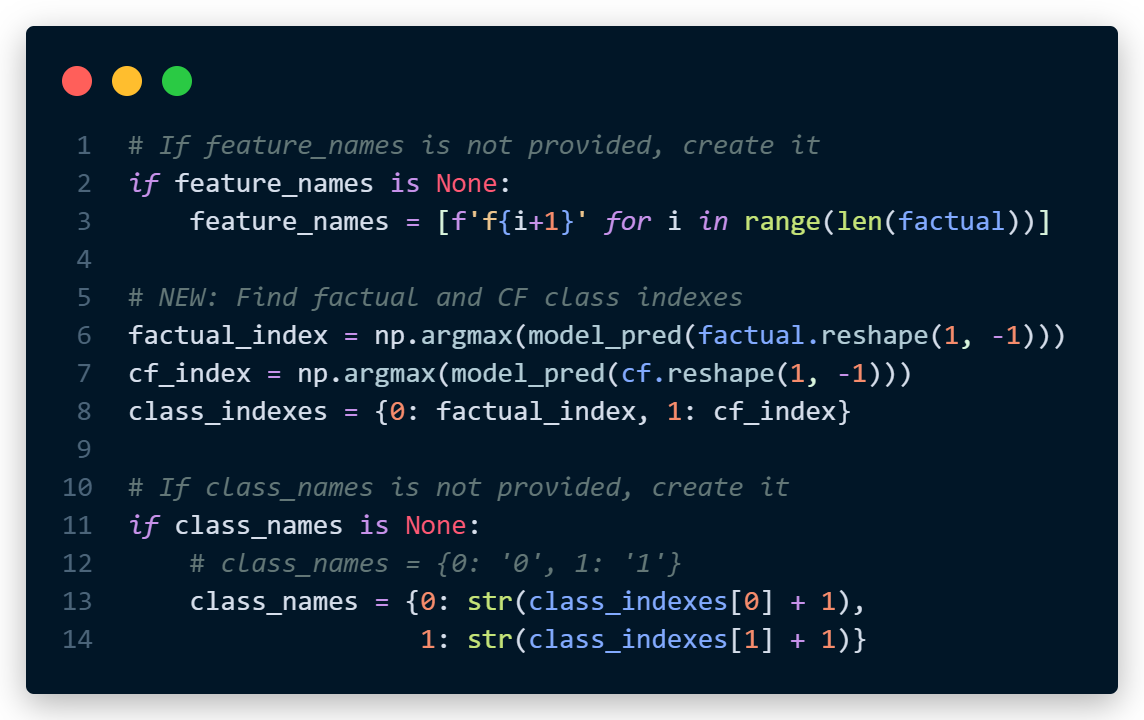 1 # If feature_names is not provided, create it
2 if feature_names is None:
3     feature_names = [f'f{i+1}' for i in range(len(factual))]
4
5 # NEW: Find factual and CF class indexes
6 factual_index = np.argmax(model_pred(factual.reshape(1, -1)))
7 cf_index = np.argmax(model_pred(cf.reshape(1, -1)))
8 class_indexes = {0: factual_index, 1: cf_index}
9
10 # If class_names is not provided, create it
11 if class_names is None:
12     # class_names = {0: '0', 1: '1'}
13     class_names = {0: str(class_indexes[0] + 1),
14                    1: str(class_indexes[1] + 1)}